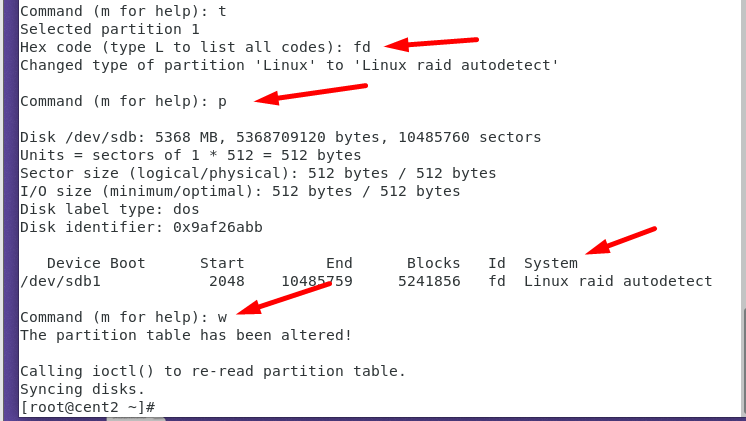 Command (m for help): t
Selected partition 1
Hex code (type L to list all codes): fd
Changed type of partition 'Linux' to 'Linux raid autodetect'
Command (m for help): p
Disk /dev/sdb: 5368 MB, 5368709120 bytes, 10485760 sectors
Units = sectors of 1 * 512 = 512 bytes
Sector size (logical/physical): 512 bytes / 512 bytes
I/O size (minimum/optimal): 512 bytes / 512 bytes
Disk label type: dos
Disk identifier: 0x9af26abb
Device Boot      Start         End      Blocks   Id  System
/dev/sdb1            2048    10485759     5241856   fd  Linux raid autodetect
Command (m for help): w
The partition table has been altered!
Calling ioctl() to re-read partition table.
Syncing disks.
[root@cent2 ~]#